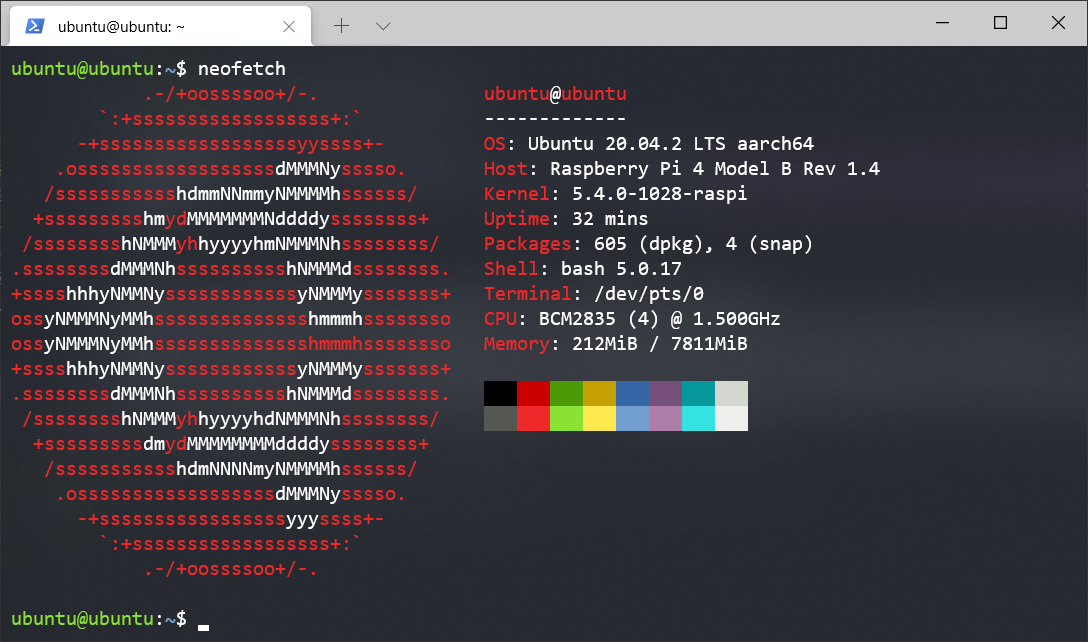 ubuntu@ubuntu: ~
ubuntu@ubuntu:~$ neofetch
            .-/+oossssoo+/-.               ubuntu@ubuntu
        `:+ssssssssssssssssss+:`           -------------
      -+ssssssssssssssssssyyssss+-         OS: Ubuntu 20.04.2 LTS aarch64
    .ossssssssssssssssssdMMMNysssso.       Host: Raspberry Pi 4 Model B Rev 1.4
   /ssssssssssshdmmNNmmyNMMMMhssssss/      Kernel: 5.4.0-1028-raspi
  +ssssssssshmydMMMMMMMNddddyssssssss+     Uptime: 32 mins
 /sssssssshNMMMyhhyyyyhmNMMMNhssssssss/    Packages: 605 (dpkg), 4 (snap)
.ssssssssdMMMNhsssssssssshNMMMdssssssss.   Shell: bash 5.0.17
+sssshhhyNMMNyssssssssssssyNMMMysssssss+   Terminal: /dev/pts/0
ossyNMMMNyMMhsssssssssssssshmmmhssssssso   CPU: BCM2835 (4) @ 1.500GHz
ossyNMMMNyMMhsssssssssssssshmmmhssssssso   Memory: 212MiB / 7811MiB
+sssshhhyNMMNyssssssssssssyNMMMysssssss+
.ssssssssdMMMNhsssssssssshNMMMdssssssss.
 /sssssssshNMMMyhhyyyyhdNMMMNhssssssss/
  +sssssssssdmydMMMMMMMMddddyssssssss+
   /ssssssssssshdmNNNNmyNMMMMhssssss/
    .ossssssssssssssssssdMMMNysssso.
      -+sssssssssssssssssyyyssss+-
        `:+ssssssssssssssssss+:`
            .-/+oossssoo+/-.
ubuntu@ubuntu:~$